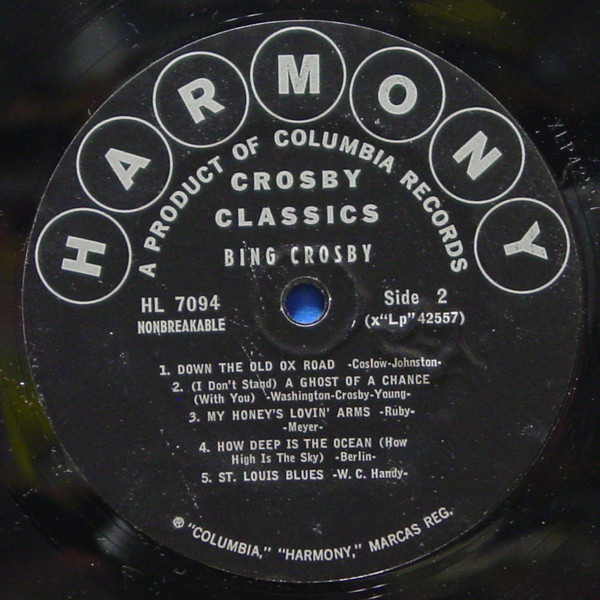 HARMONY
A PRODUCT OF COLUMBIA RECORDS
CROSBY
CLASSICS
BING CROSBY
HL 7094
NONBREAKABLE
Side 2
(x"Lp" 42557)
1. DOWN THE OLD OX ROAD -Coslow-Johnston-
2. (I Don't Stand) A GHOST OF A CHANCE
(With You) -Washington-Crosby-Young-
3. MY HONEY'S LOVIN' ARMS -Ruby-
-Meyer-
4. HOW DEEP IS THE OCEAN (How
High Is The Sky) -Berlin-
5. ST. LOUIS BLUES -W. C. Handy-
® "COLUMBIA," "HARMONY," MARCAS REG.